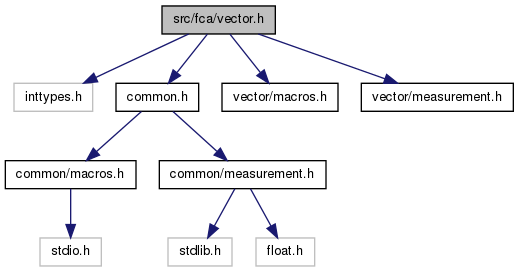 src/fca/vector.h
inttypes.h
common.h
vector/macros.h
vector/measurement.h
common/macros.h
common/measurement.h
stdio.h
stdlib.h
float.h